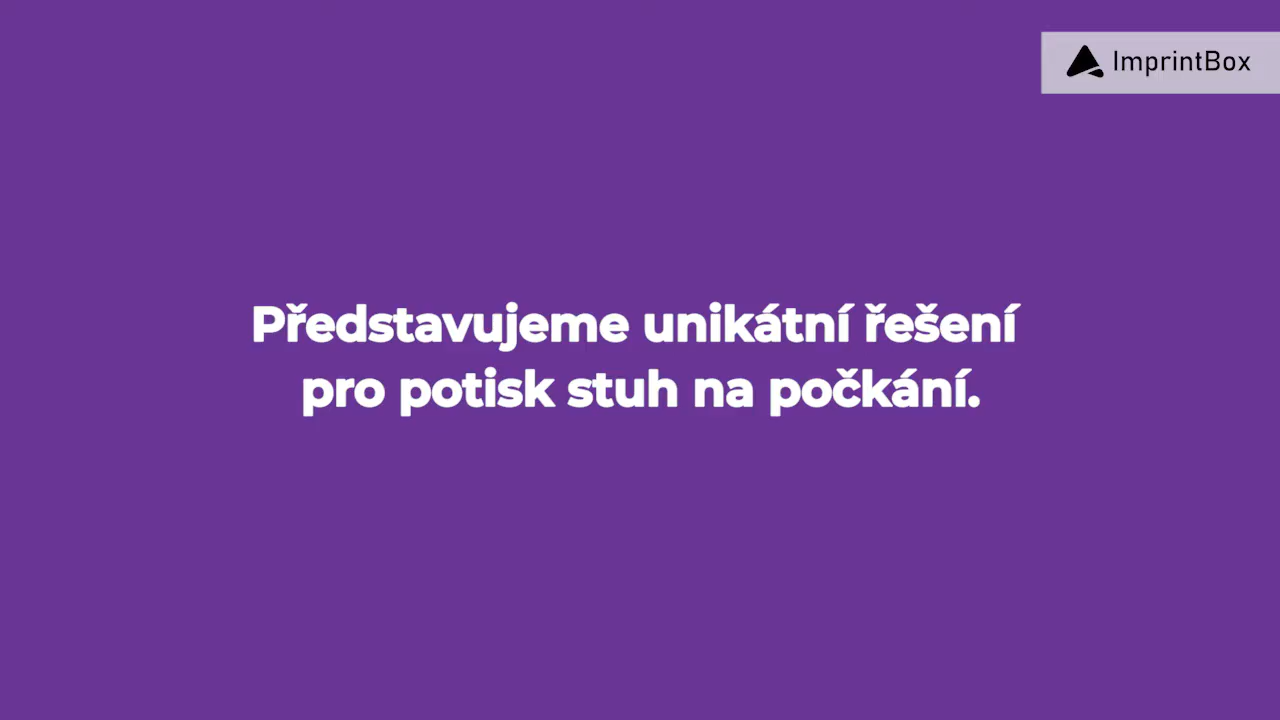 ImprintBox
Představujeme unikátní řešení
pro potisk stuh na počkání.